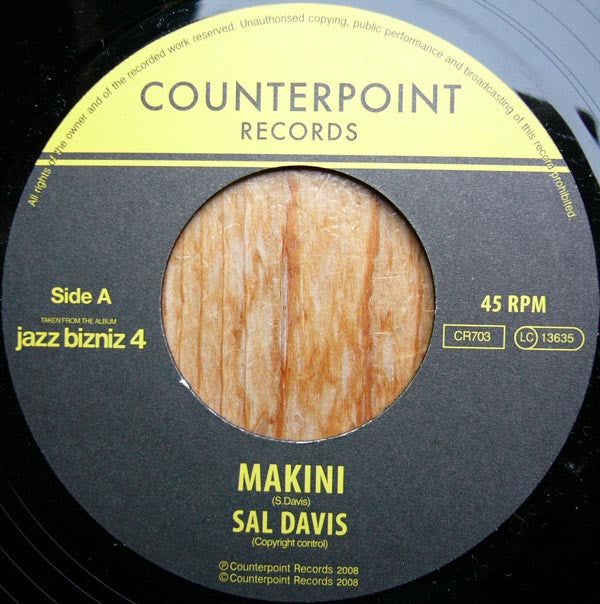 All rights of the owner and of the recorded work reserved. Unauthorised copying, public performance and broadcasting of this record prohibited.
COUNTERPOINT
RECORDS
Side A
TAKEN FROM THE ALBUM
jazz bizniz 4
45 RPM
CR703
LC 13635
MAKINI
(S.Davis)
SAL DAVIS
(Copyright control)
℗ Counterpoint Records 2008
© Counterpoint Records 2008